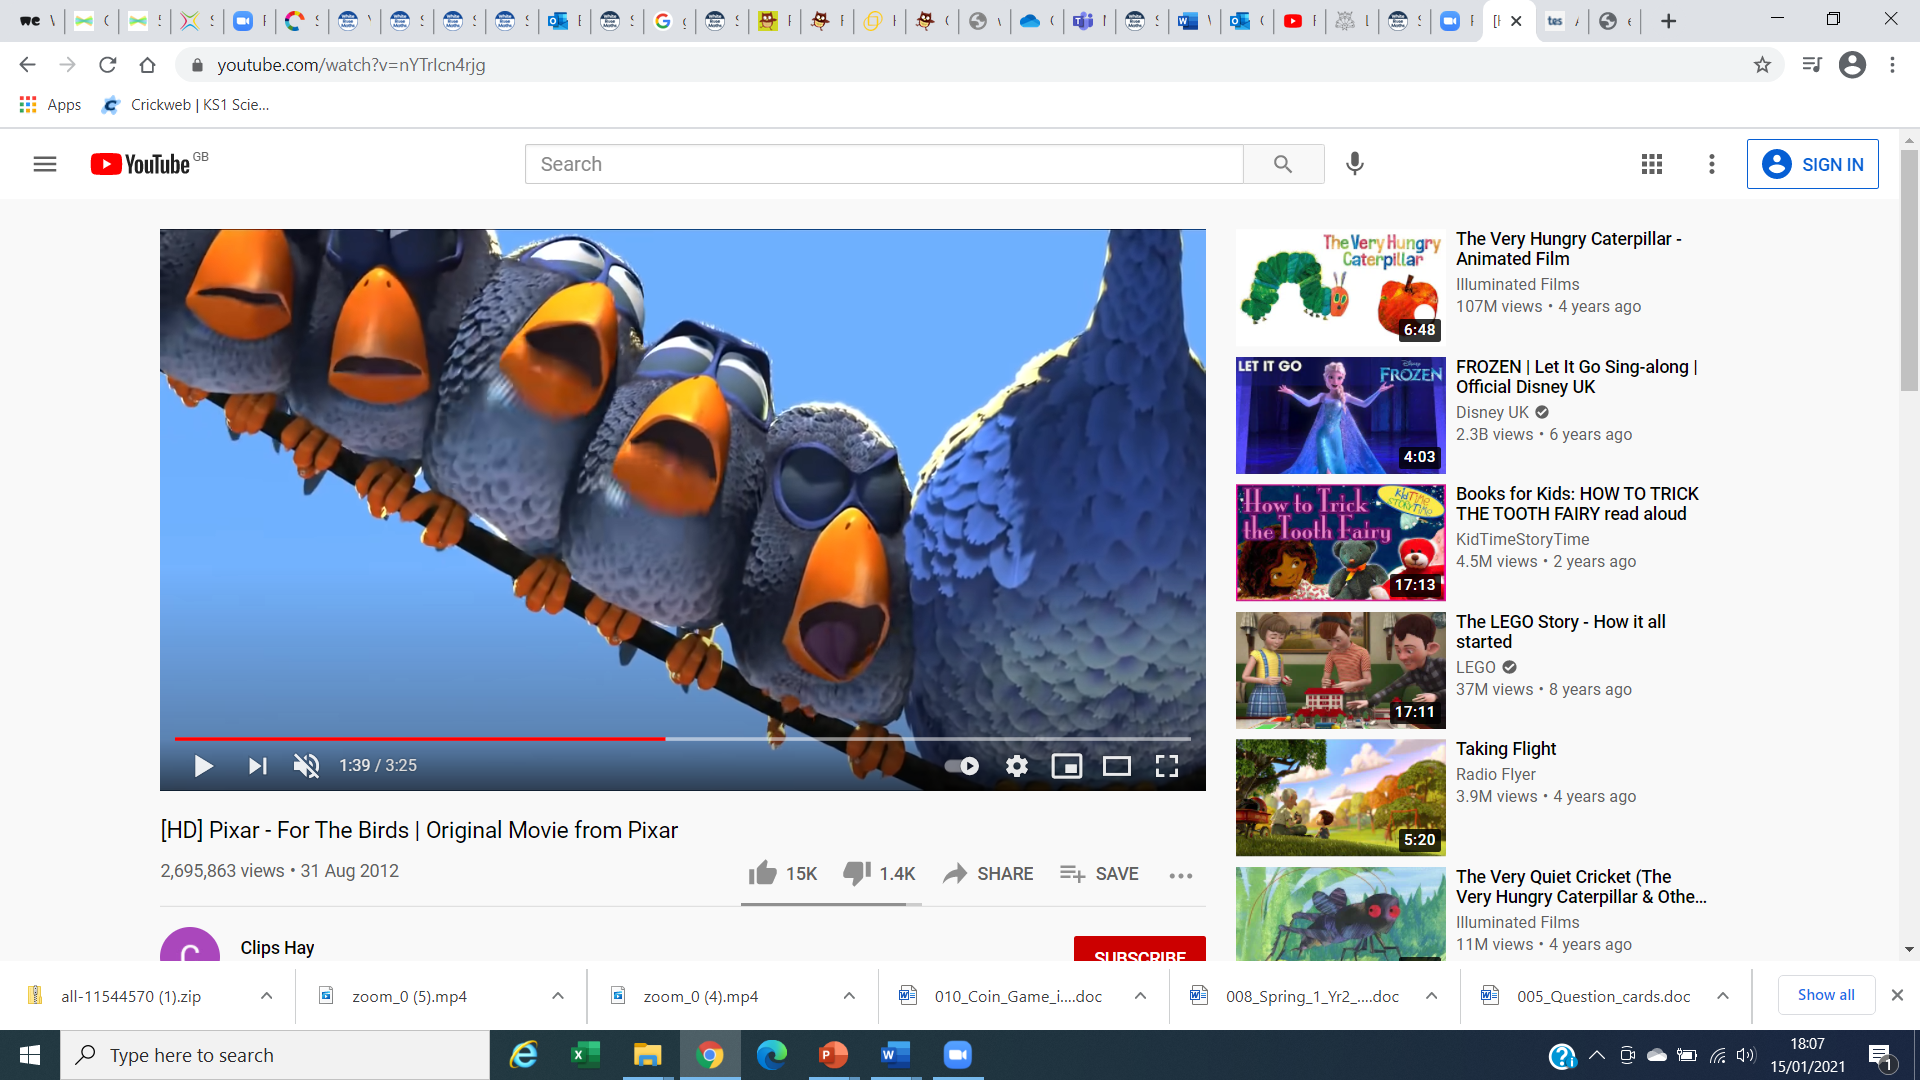 youtube.com/watch?v=nYTrIcn4rjg
Apps
Crickweb | KS1 Scie...
YouTube GB
Search
SIGN IN
The Very Hungry Caterpillar
6:48
The Very Hungry Caterpillar -
Animated Film
Illuminated Films
107M views • 4 years ago
LET IT GO
Disney
FROZEN
4:03
FROZEN | Let It Go Sing-along |
Official Disney UK
Disney UK
2.3B views • 6 years ago
How to Trick
the Tooth Fairy
KidTime
StoryTime
17:13
Books for Kids: HOW TO TRICK
THE TOOTH FAIRY read aloud
KidTimeStoryTime
4.5M views • 2 years ago
17:11
The LEGO Story - How it all
started
LEGO
37M views • 8 years ago
5:20
Taking Flight
Radio Flyer
3.9M views • 4 years ago
The Very Quiet Cricket (The
Very Hungry Caterpillar & Othe...
Illuminated Films
11M views • 4 years ago
1:39 / 3:25
[HD] Pixar - For The Birds | Original Movie from Pixar
2,695,863 views • 31 Aug 2012
15K
1.4K
SHARE
SAVE
Clips Hay
SUBSCRIBE
all-11544570 (1).zip
zoom_0 (5).mp4
zoom_0 (4).mp4
010_Coin_Game_i....doc
008_Spring_1_Yr2_....doc
005_Question_cards.doc
Show all
Type here to search
18:07
15/01/2021
1